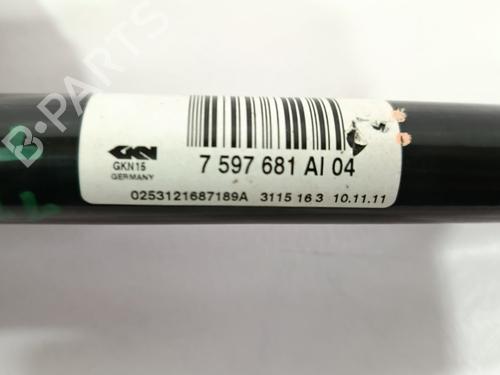 B-PARTS
GKN
GKN15
GERMANY
7 597 681 AI 04
0253121687189A 3115 16 3 10.11.11